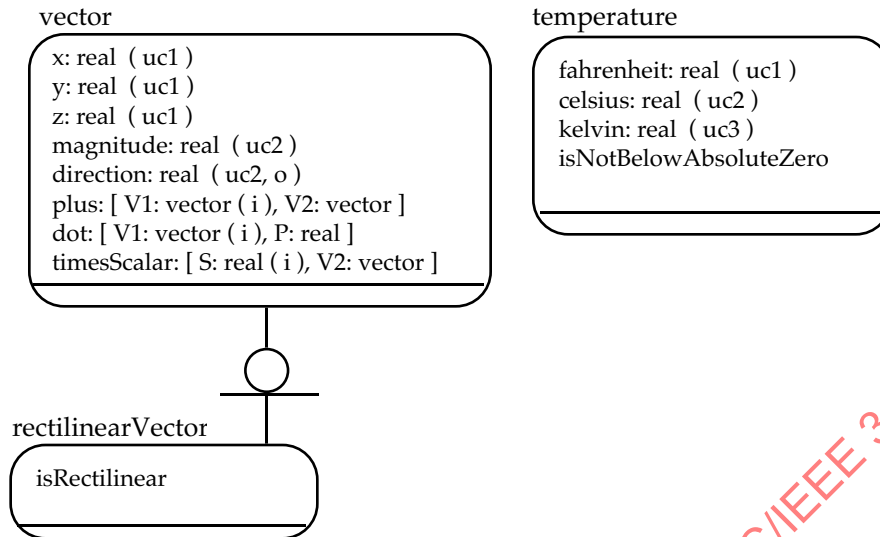 vector
x: real ( uc1 )
y: real ( uc1 )
z: real ( uc1 )
magnitude: real ( uc2 )
direction: real ( uc2, o )
plus: [ V1: vector ( i ), V2: vector ]
dot: [ V1: vector ( i ), P: real ]
timesScalar: [ S: real ( i ), V2: vector ]
temperature
fahrenheit: real ( uc1 )
celsius: real ( uc2 )
kelvin: real ( uc3 )
isNotBelowAbsoluteZero
rectilinearVector
isRectilinear
/IEEE